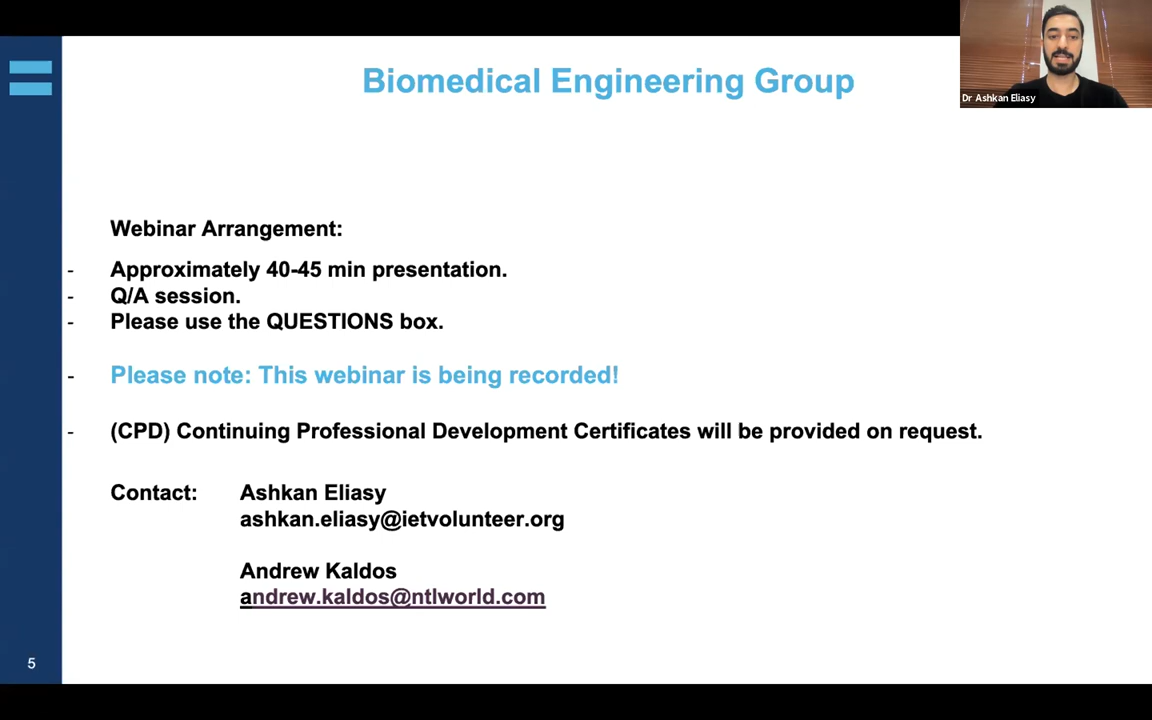 Biomedical Engineering Group
Dr Ashkan Eliasy
Webinar Arrangement:
- Approximately 40-45 min presentation.
- Q/A session.
- Please use the QUESTIONS box.
- Please note: This webinar is being recorded!
- (CPD) Continuing Professional Development Certificates will be provided on request.
Contact: Ashkan Eliasy
ashkan.eliasy@ietvolunteer.org
Andrew Kaldos
andrew.kaldos@ntlworld.com
5